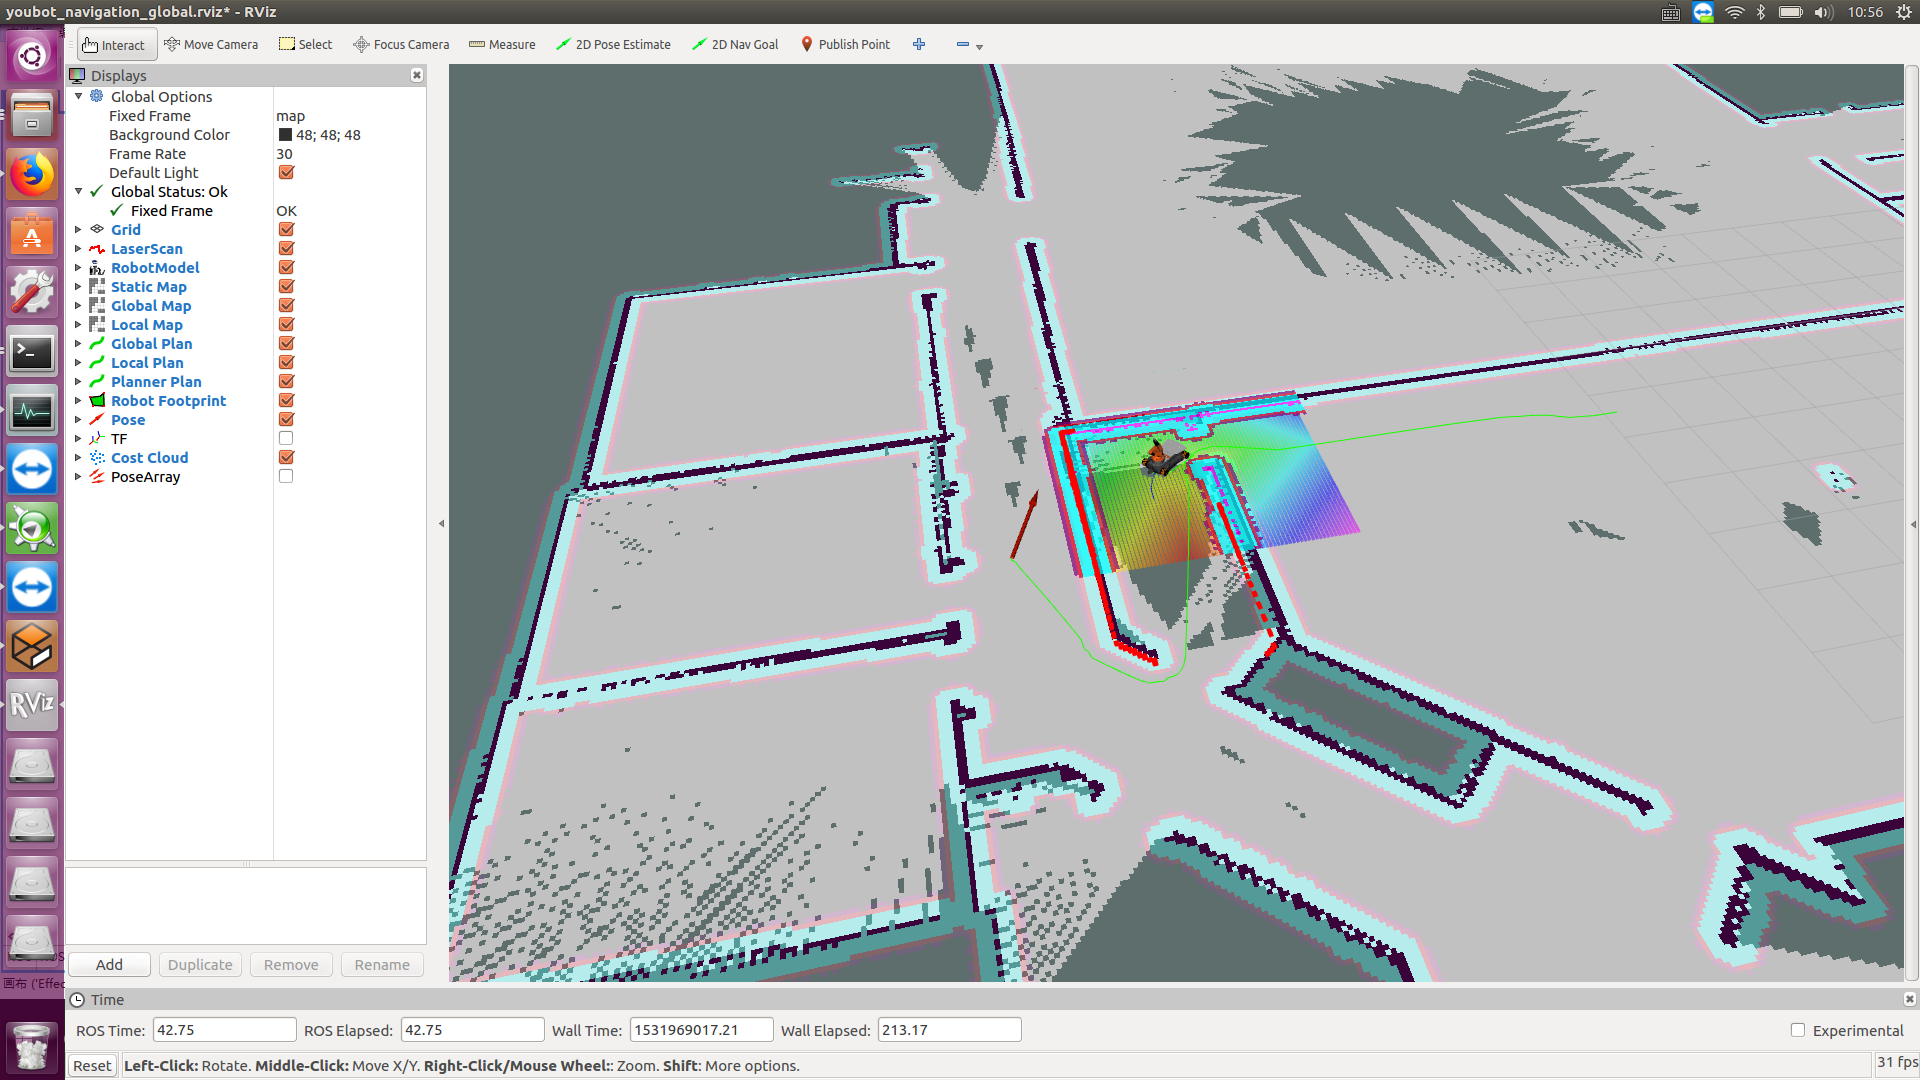 youbot_navigation_global.rviz* - RViz
10:56
Interact Move Camera Select Focus Camera Measure 2D Pose Estimate 2D Nav Goal Publish Point
Displays
Global Options
Fixed Frame map
Background Color 48; 48; 48
Frame Rate 30
Default Light
Global Status: Ok
Fixed Frame OK
Grid
LaserScan
RobotModel
Static Map
Global Map
Local Map
Global Plan
Local Plan
Planner Plan
Robot Footprint
Pose
TF
Cost Cloud
PoseArray
RViz
Add Duplicate Remove Rename
画布 ('Effec
Time
ROS Time: 42.75 ROS Elapsed: 42.75 Wall Time: 1531969017.21 Wall Elapsed: 213.17 Experimental
Reset Left-Click: Rotate. Middle-Click: Move X/Y. Right-Click/Mouse Wheel:: Zoom. Shift: More options. 31 fps